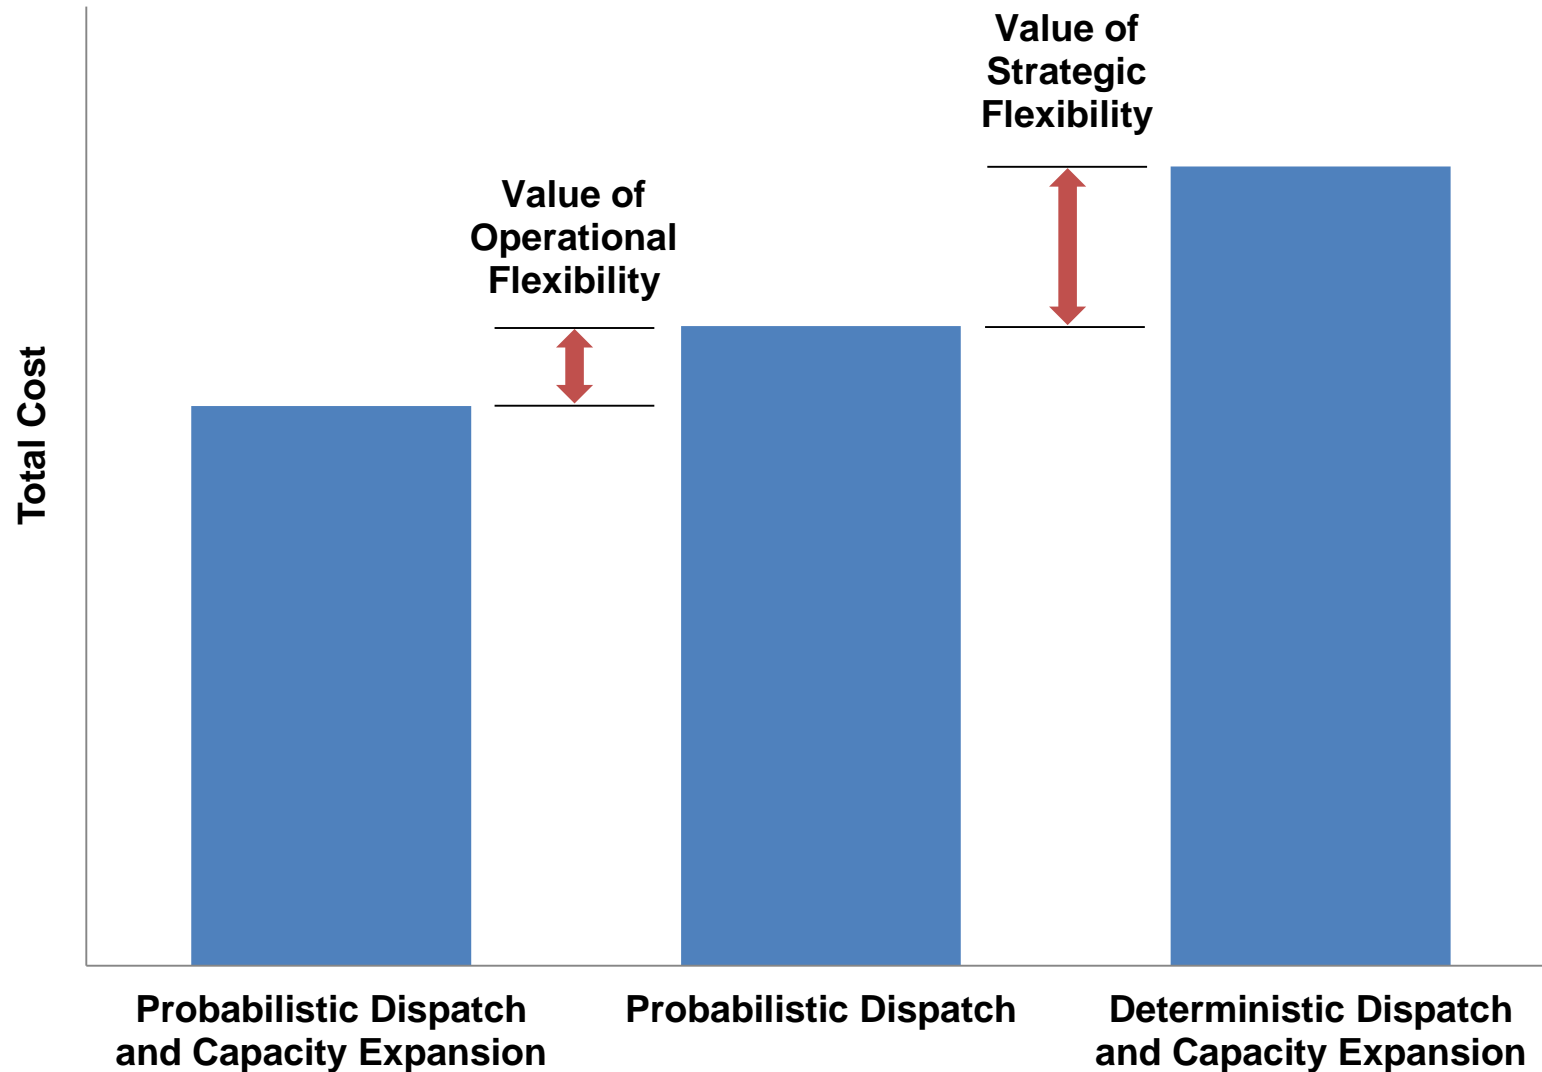 Value of
Strategic
Flexibility
Value of
Operational
Flexibility
Total Cost
Probabilistic Dispatch
and Capacity Expansion
Probabilistic Dispatch
Deterministic Dispatch
and Capacity Expansion